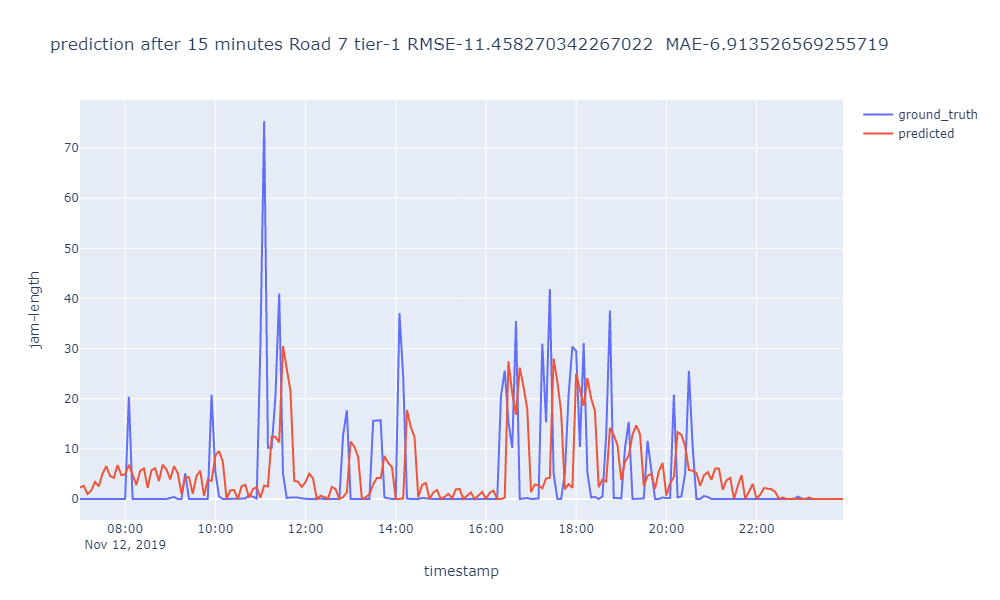 prediction after 15 minutes Road 7 tier-1 RMSE-11.458270342267022  MAE-6.913526569255719
ground_truth
predicted
70
60
50
40
30
20
10
0
jam-length
08:00 10:00 12:00 14:00 16:00 18:00 20:00 22:00
Nov 12, 2019
timestamp